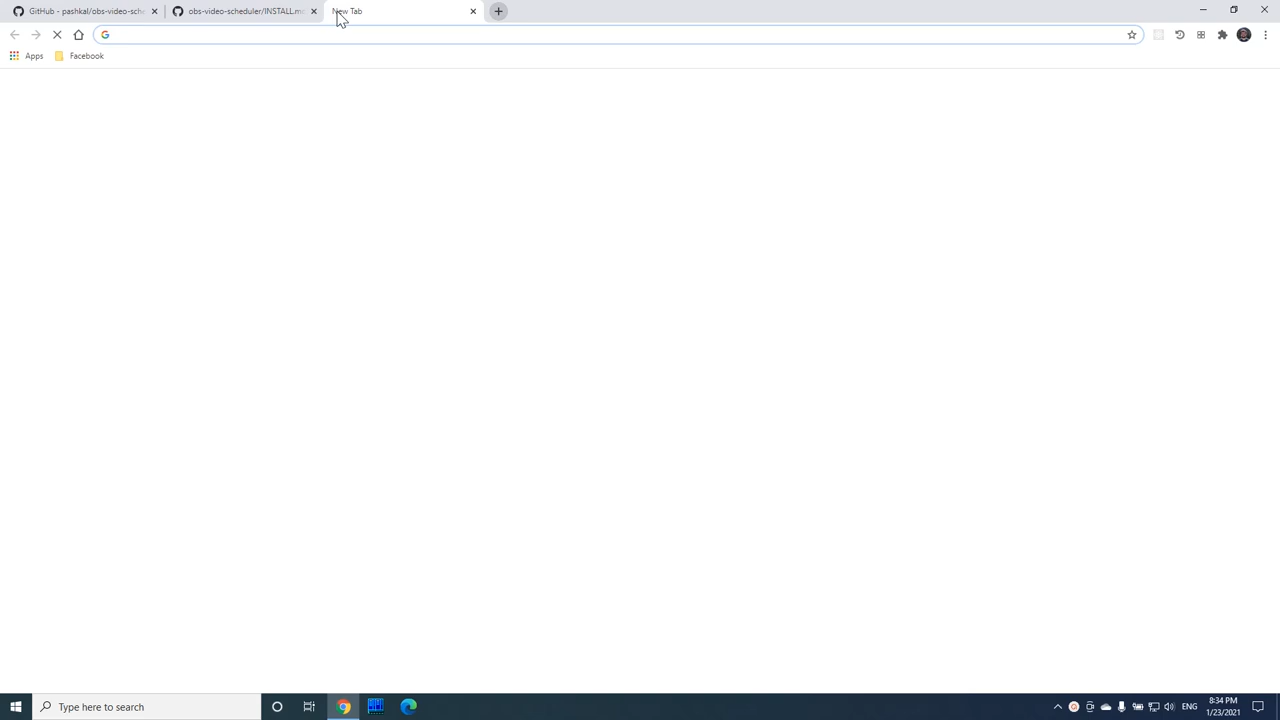 GitHub - pashkal/obs-video-sche
obs-video-scheduler/INSTALL.md
New Tab
Apps
Facebook
Type here to search
ENG
8:34 PM
1/23/2021